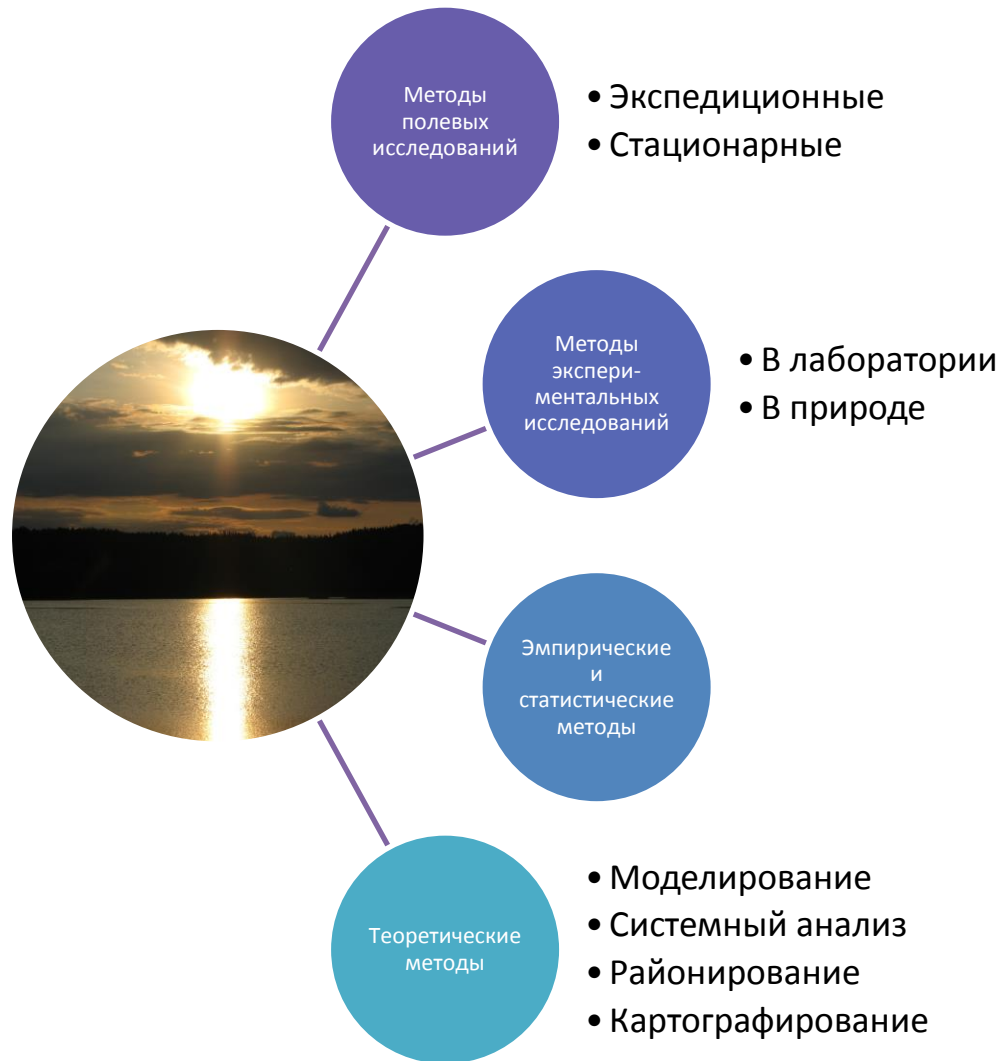 Методы
полевых
исследований
• Экспедиционные
• Стационарные
Методы
экспери-
ментальных
исследований
• В лаборатории
• В природе
Эмпирические
и
статистические
методы
Теоретические
методы
• Моделирование
• Системный анализ
• Районирование
• Картографирование